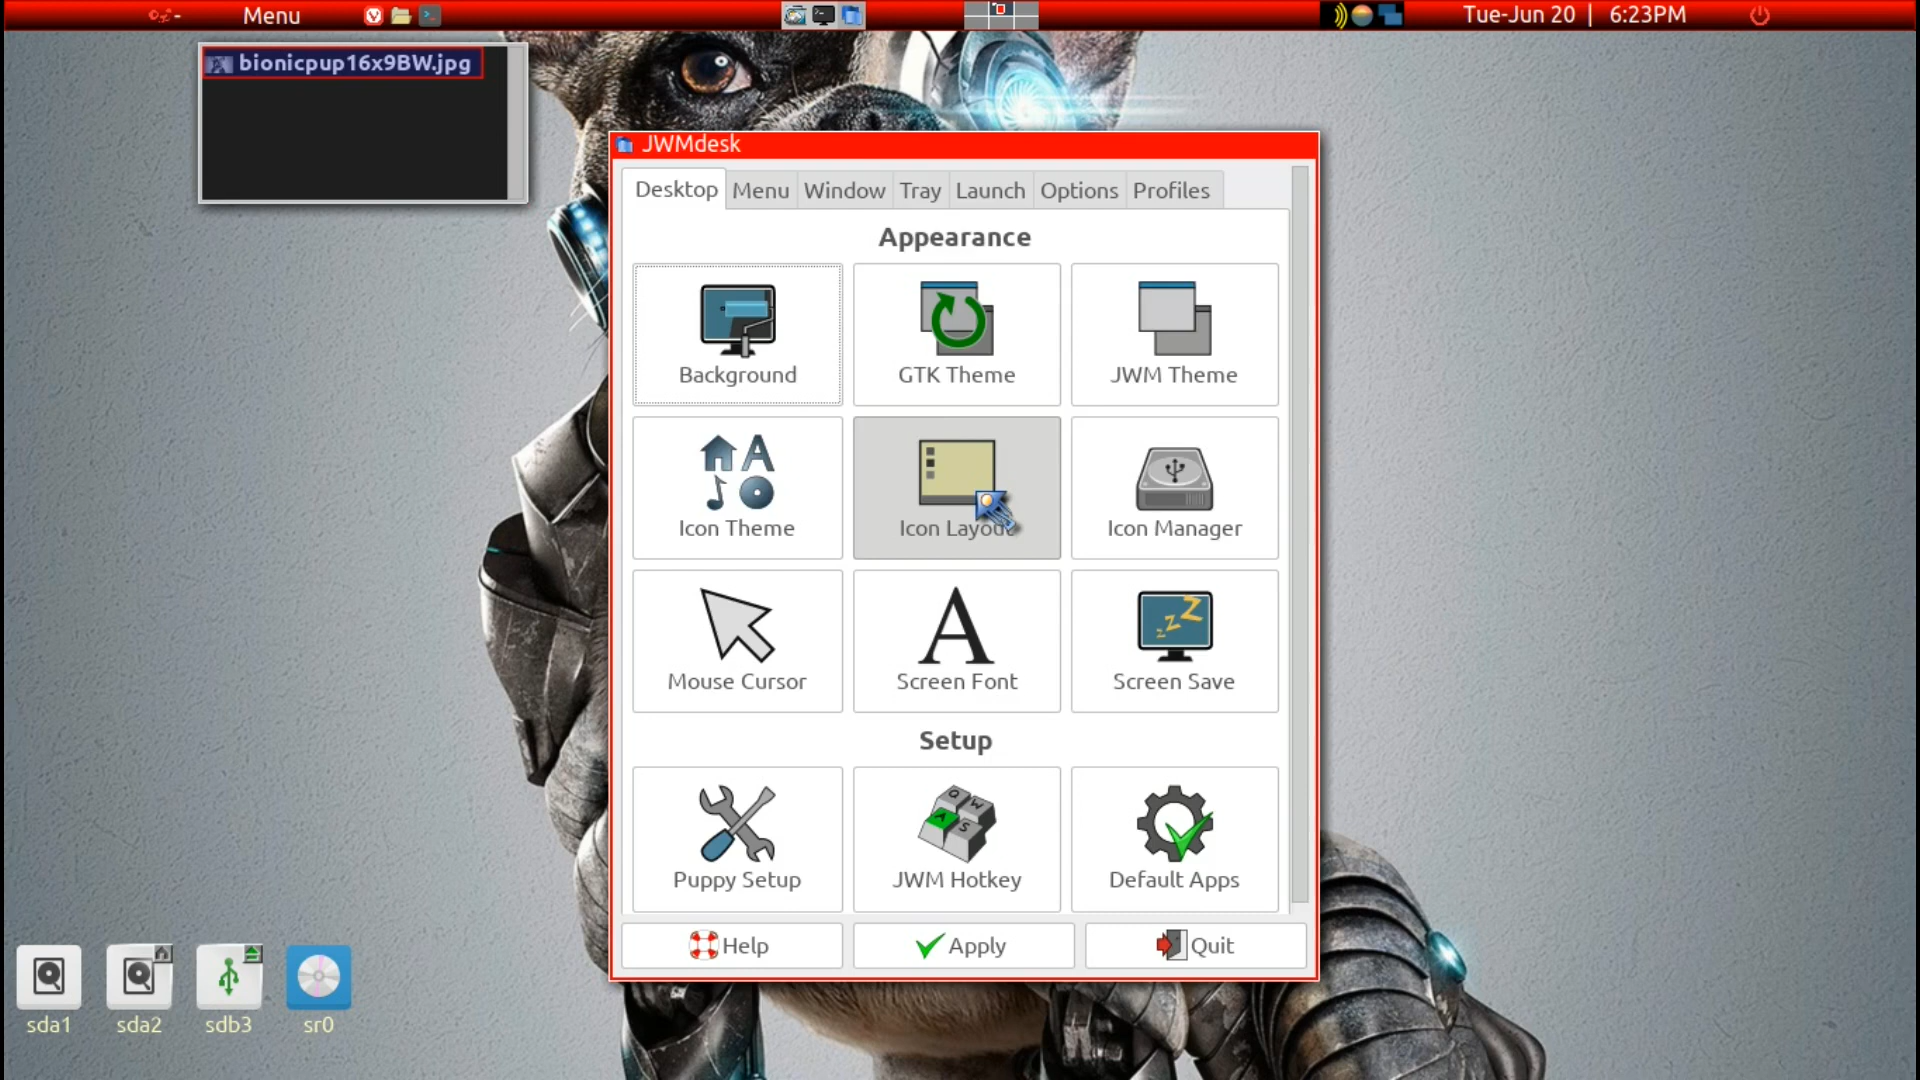 Menu
Tue-Jun 20 | 6:23PM
bionicpup16x9BW.jpg
JWMdesk
Desktop Menu Window Tray Launch Options Profiles
Appearance
Background GTK Theme JWM Theme
Icon Theme Icon Layout Icon Manager
Mouse Cursor Screen Font Screen Save
Setup
Q W A S
Puppy Setup JWM Hotkey Default Apps
Help Apply Quit
sda1 sda2 sdb3 sr0